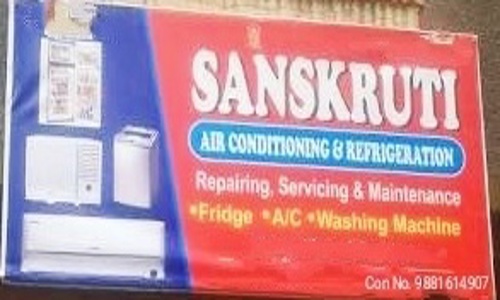 SANSKRUTI
AIR CONDITIONING & REFRIGERATION
Repairing, Servicing & Maintenance
•Fridge •A/C •Washing Machine
Con No. 9881614907